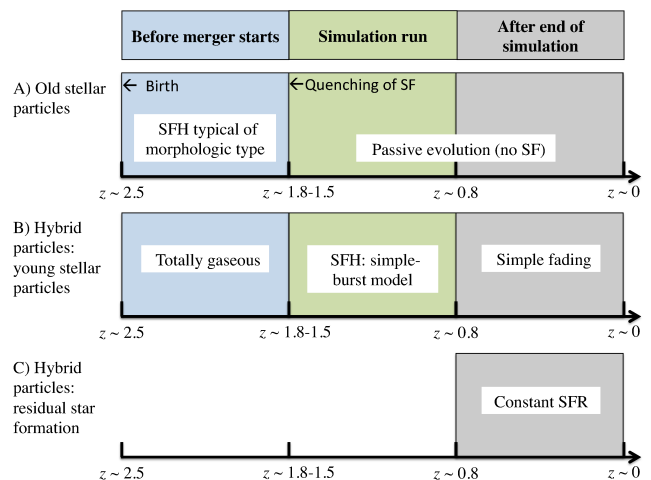 Before merger starts
Simulation run
After end of
simulation
A) Old stellar
particles
← Birth
←Quenching of SF
SFH typical of
morphologic type
Passive evolution (no SF)
z ~ 2.5
z ~ 1.8-1.5
z ~ 0.8
z ~ 0
B) Hybrid
particles:
young stellar
particles
Totally gaseous
SFH: simple-
burst model
Simple fading
z ~ 2.5
z ~ 1.8-1.5
z ~ 0.8
z ~ 0
C) Hybrid
particles:
residual star
formation
Constant SFR
z ~ 2.5
z ~ 1.8-1.5
z ~ 0.8
z ~ 0